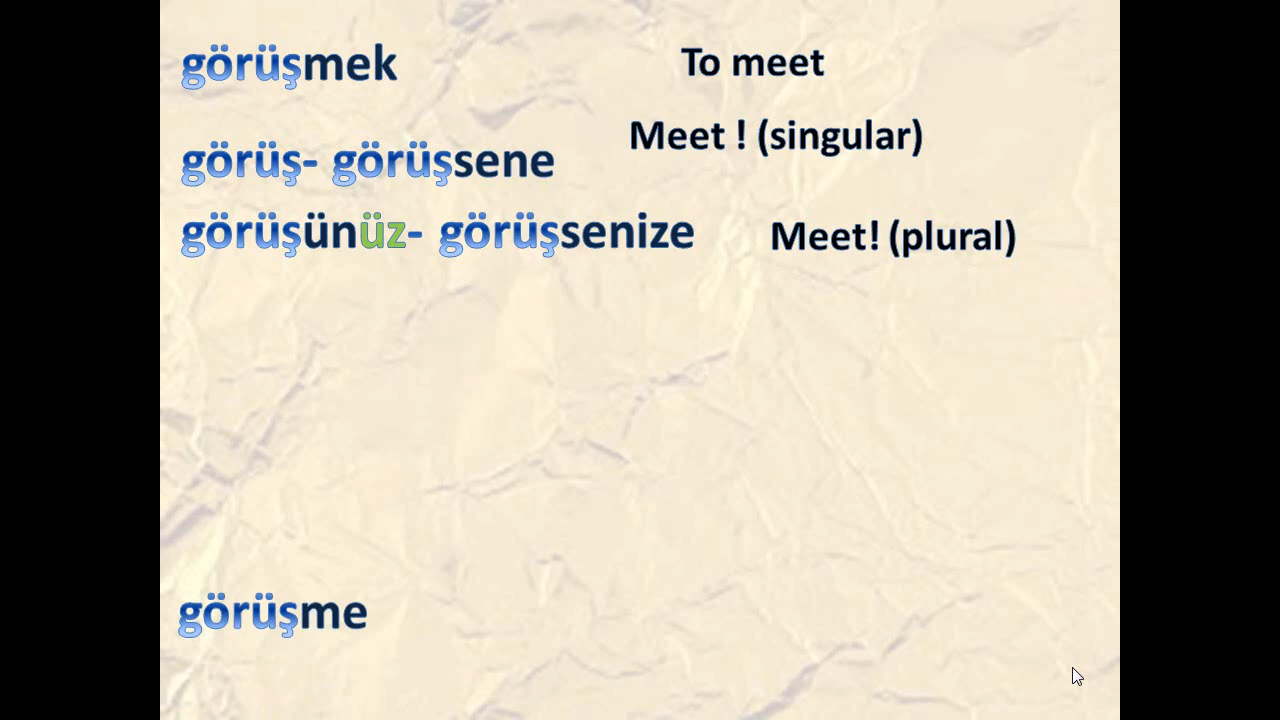 görüşmek To meet
Meet ! (singular)
görüş- görüşsene
görüşünüz- görüşsenize Meet! (plural)
görüşme